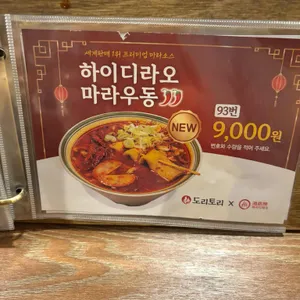 세계판매 1위 프리미엄 마라소스
하이디라오
마라우동
NEW
93번
9,000원
번호와 수량을 적어 주세요
도리토리 X